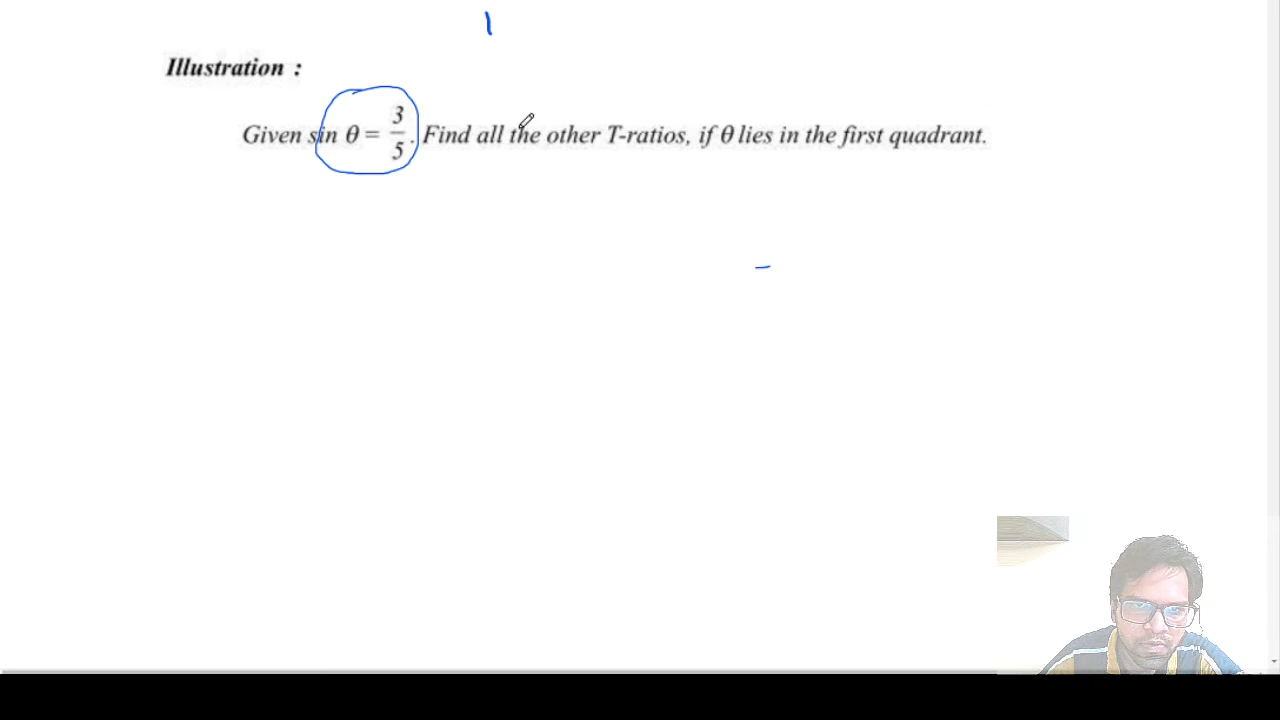 Illustration :
Given sin θ = 3/5. Find all the other T-ratios, if θ lies in the first quadrant.